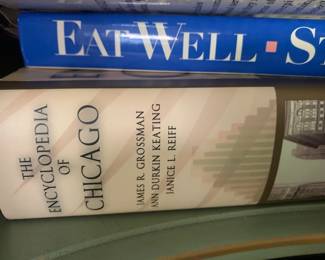 EAT WELL
THE
ENCYCLOPEDIA
OF
CHICAGO
JAMES R. GROSSMAN
ANN DURKIN KEATING
JANICE L. REIFF